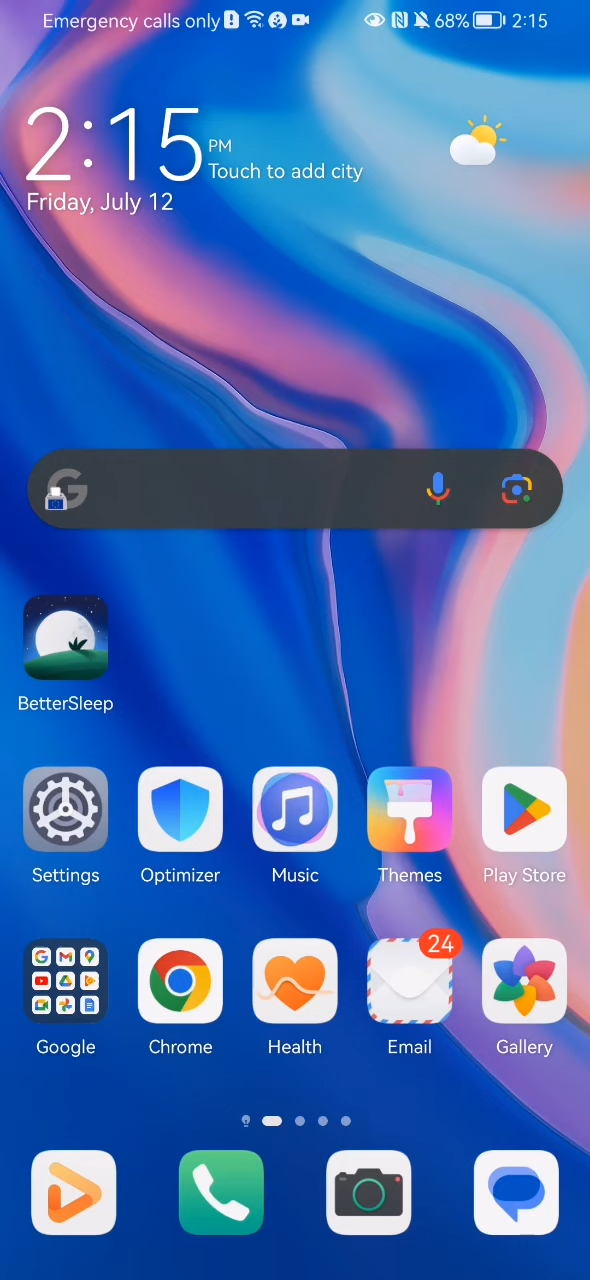 Emergency calls only
68% 2:15
2:15 PM
Touch to add city
Friday, July 12
BetterSleep
Settings Optimizer Music Themes Play Store
24
Google Chrome Health Email Gallery